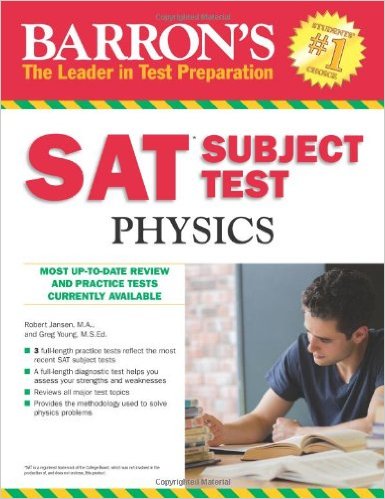 Copyrighted Material
BARRON'S
The Leader in Test Preparation
STUDENTS'
#1
CHOICE
SAT*
SUBJECT
TEST
PHYSICS
MOST UP-TO-DATE REVIEW
AND PRACTICE TESTS
CURRENTLY AVAILABLE
Robert Jansen, M.A.,
and Greg Young, M.S.Ed.
• 3 full-length practice tests reflect the most
recent SAT subject tests
• A full-length diagnostic test helps you
assess your strengths and weaknesses
• Reviews all major test topics
• Provides the methodology used to solve
physics problems
*SAT is a registered trademark of the College Board, which was not involved in the
production of, and does not endorse, this book.
Copyrighted Material